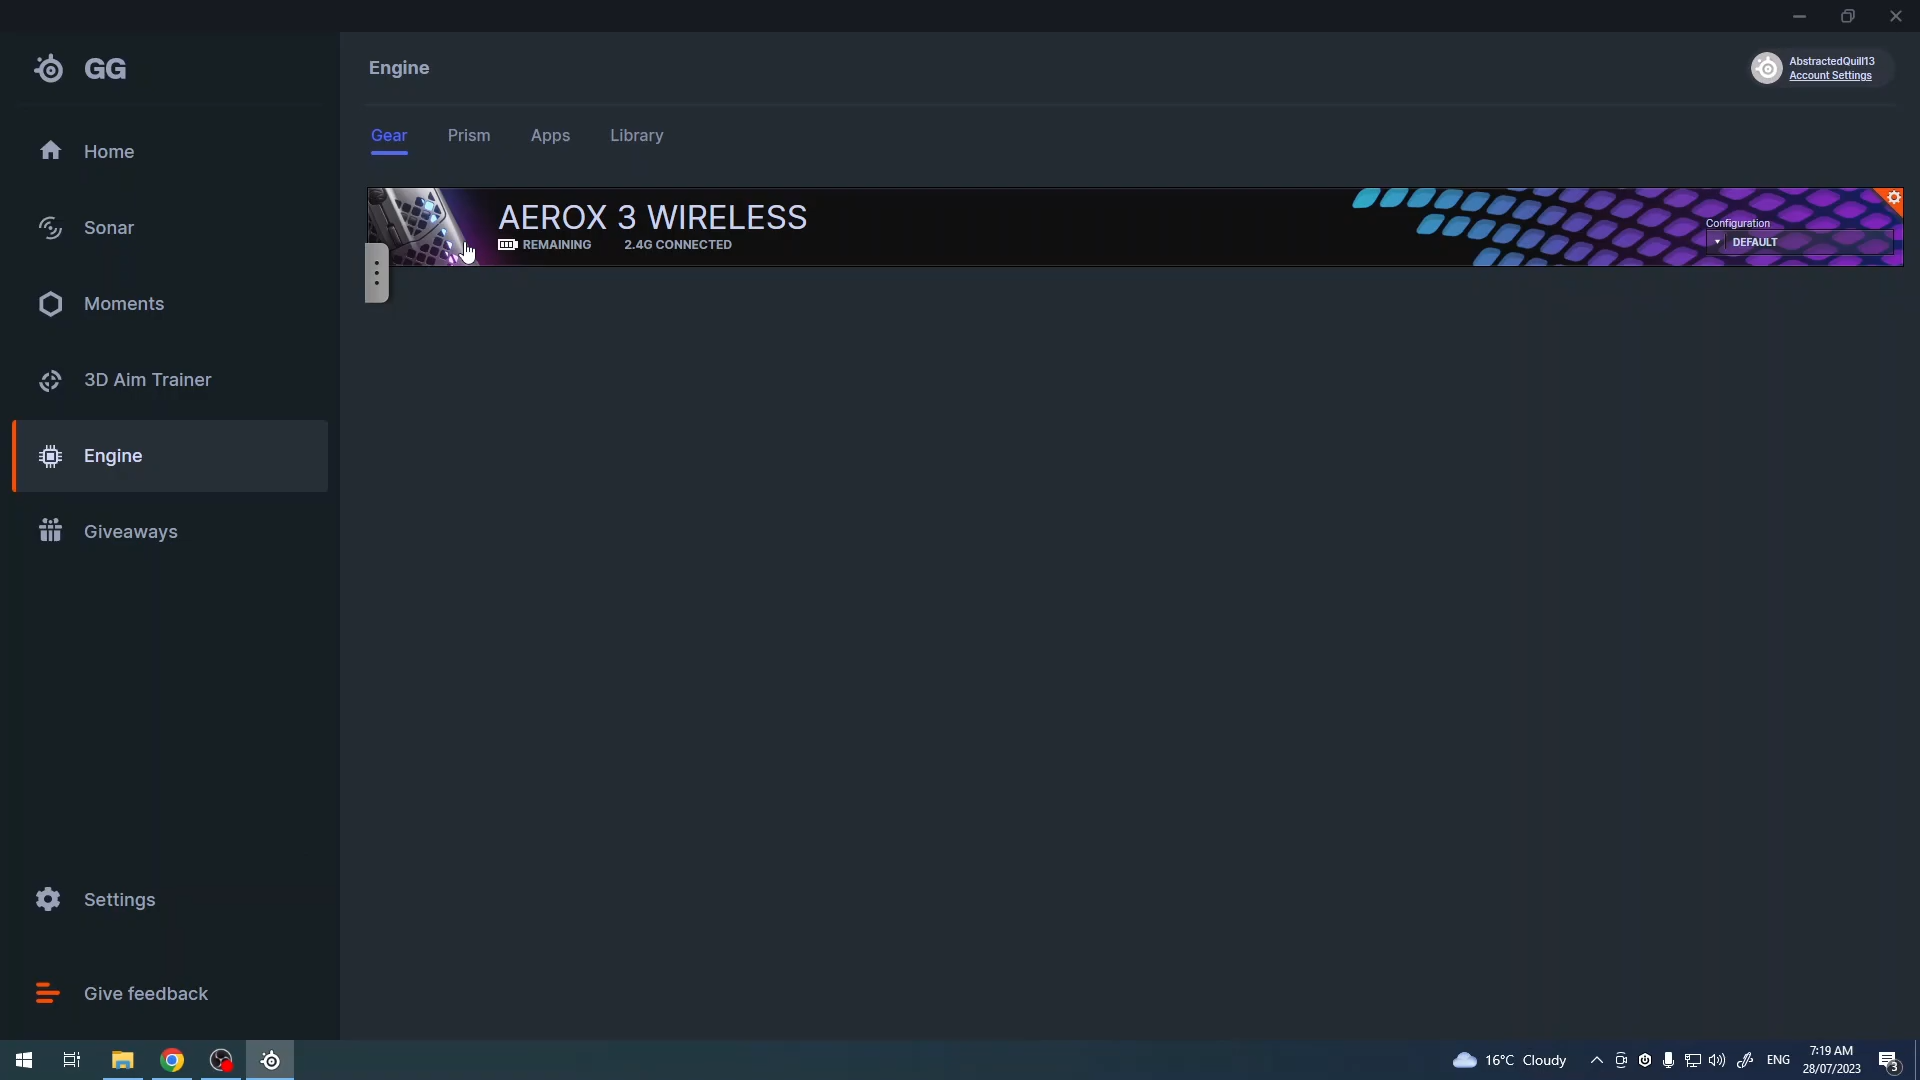 GG
Engine
AbstractedQuill13
Account Settings
Gear
Prism
Apps
Library
Home
Sonar
Moments
3D Aim Trainer
Engine
Giveaways
Settings
Give feedback
AEROX 3 WIRELESS
REMAINING
2.4G CONNECTED
Configuration
DEFAULT
16°C Cloudy
ENG
7:19 AM
28/07/2023
3